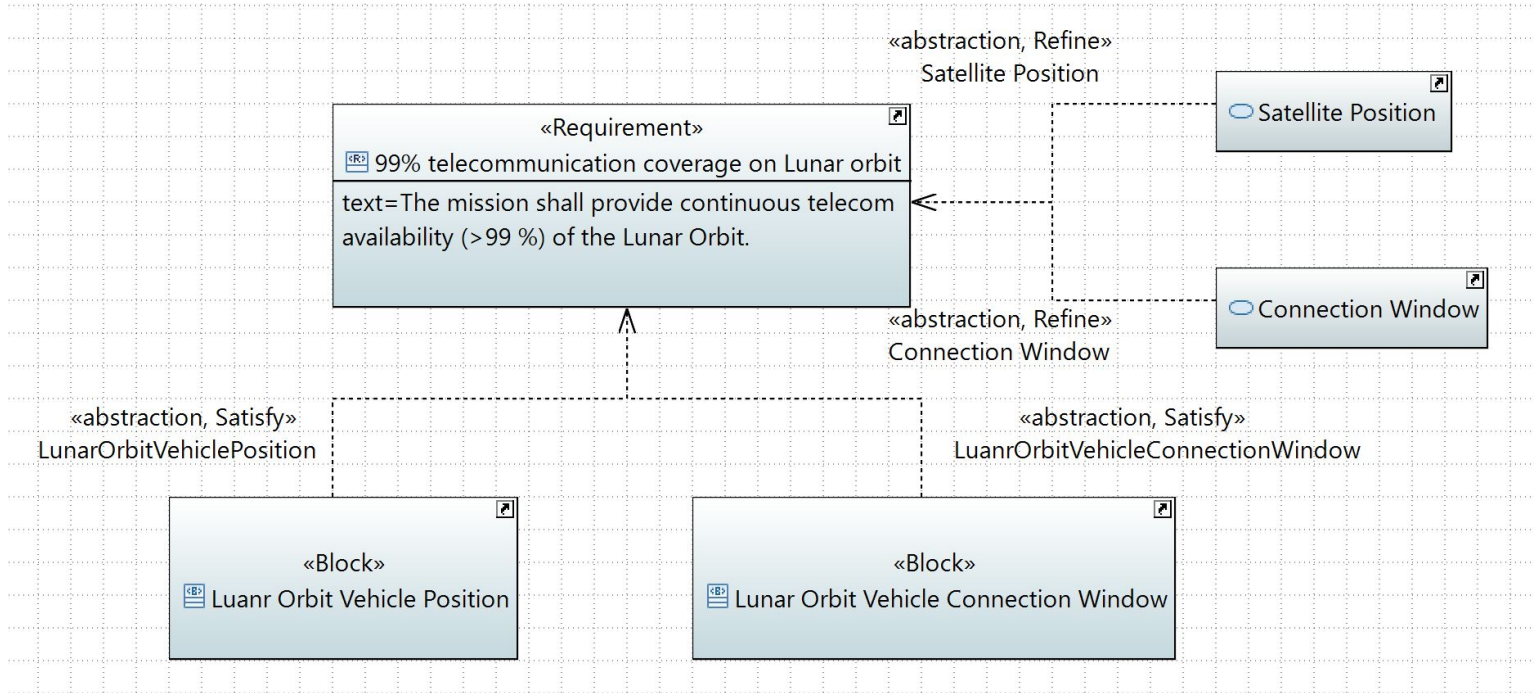 «abstraction, Refine»
Satellite Position
Satellite Position
«Requirement»
<R> 99% telecommunication coverage on Lunar orbit
text=The mission shall provide continuous telecom
availability (>99 %) of the Lunar Orbit.
Connection Window
«abstraction, Refine»
Connection Window
«abstraction, Satisfy»
LunarOrbitVehiclePosition
«abstraction, Satisfy»
LuanrOrbitVehicleConnectionWindow
«Block»
<B> Luanr Orbit Vehicle Position
«Block»
<B> Lunar Orbit Vehicle Connection Window